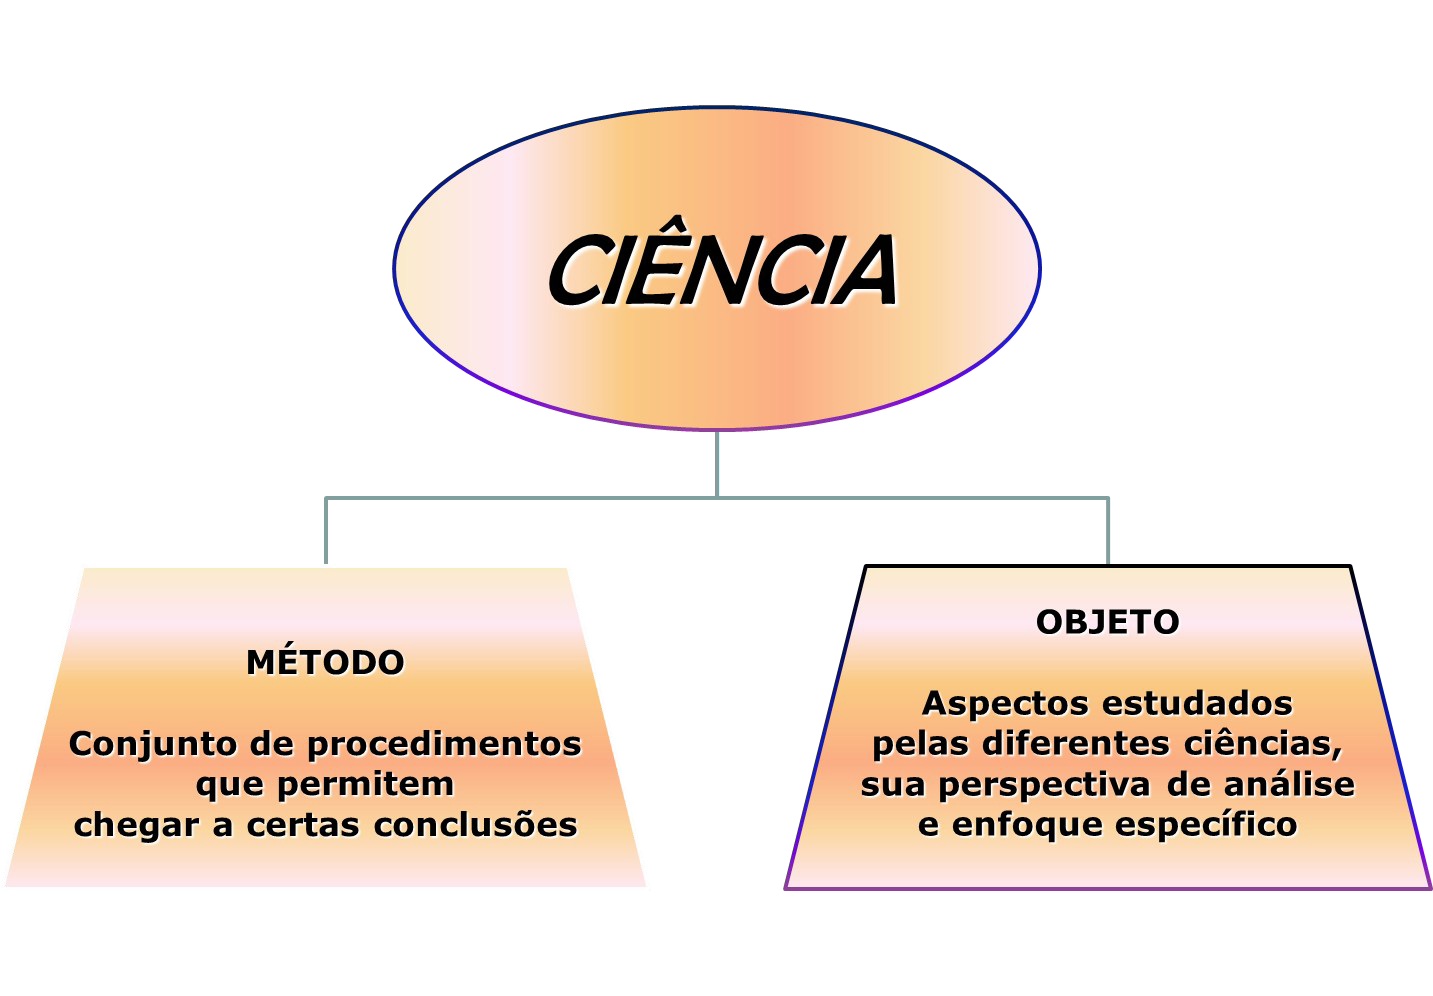 CIÊNCIA
MÉTODO
Conjunto de procedimentos
que permitem
chegar a certas conclusões
OBJETO
Aspectos estudados
pelas diferentes ciências,
sua perspectiva de análise
e enfoque específico